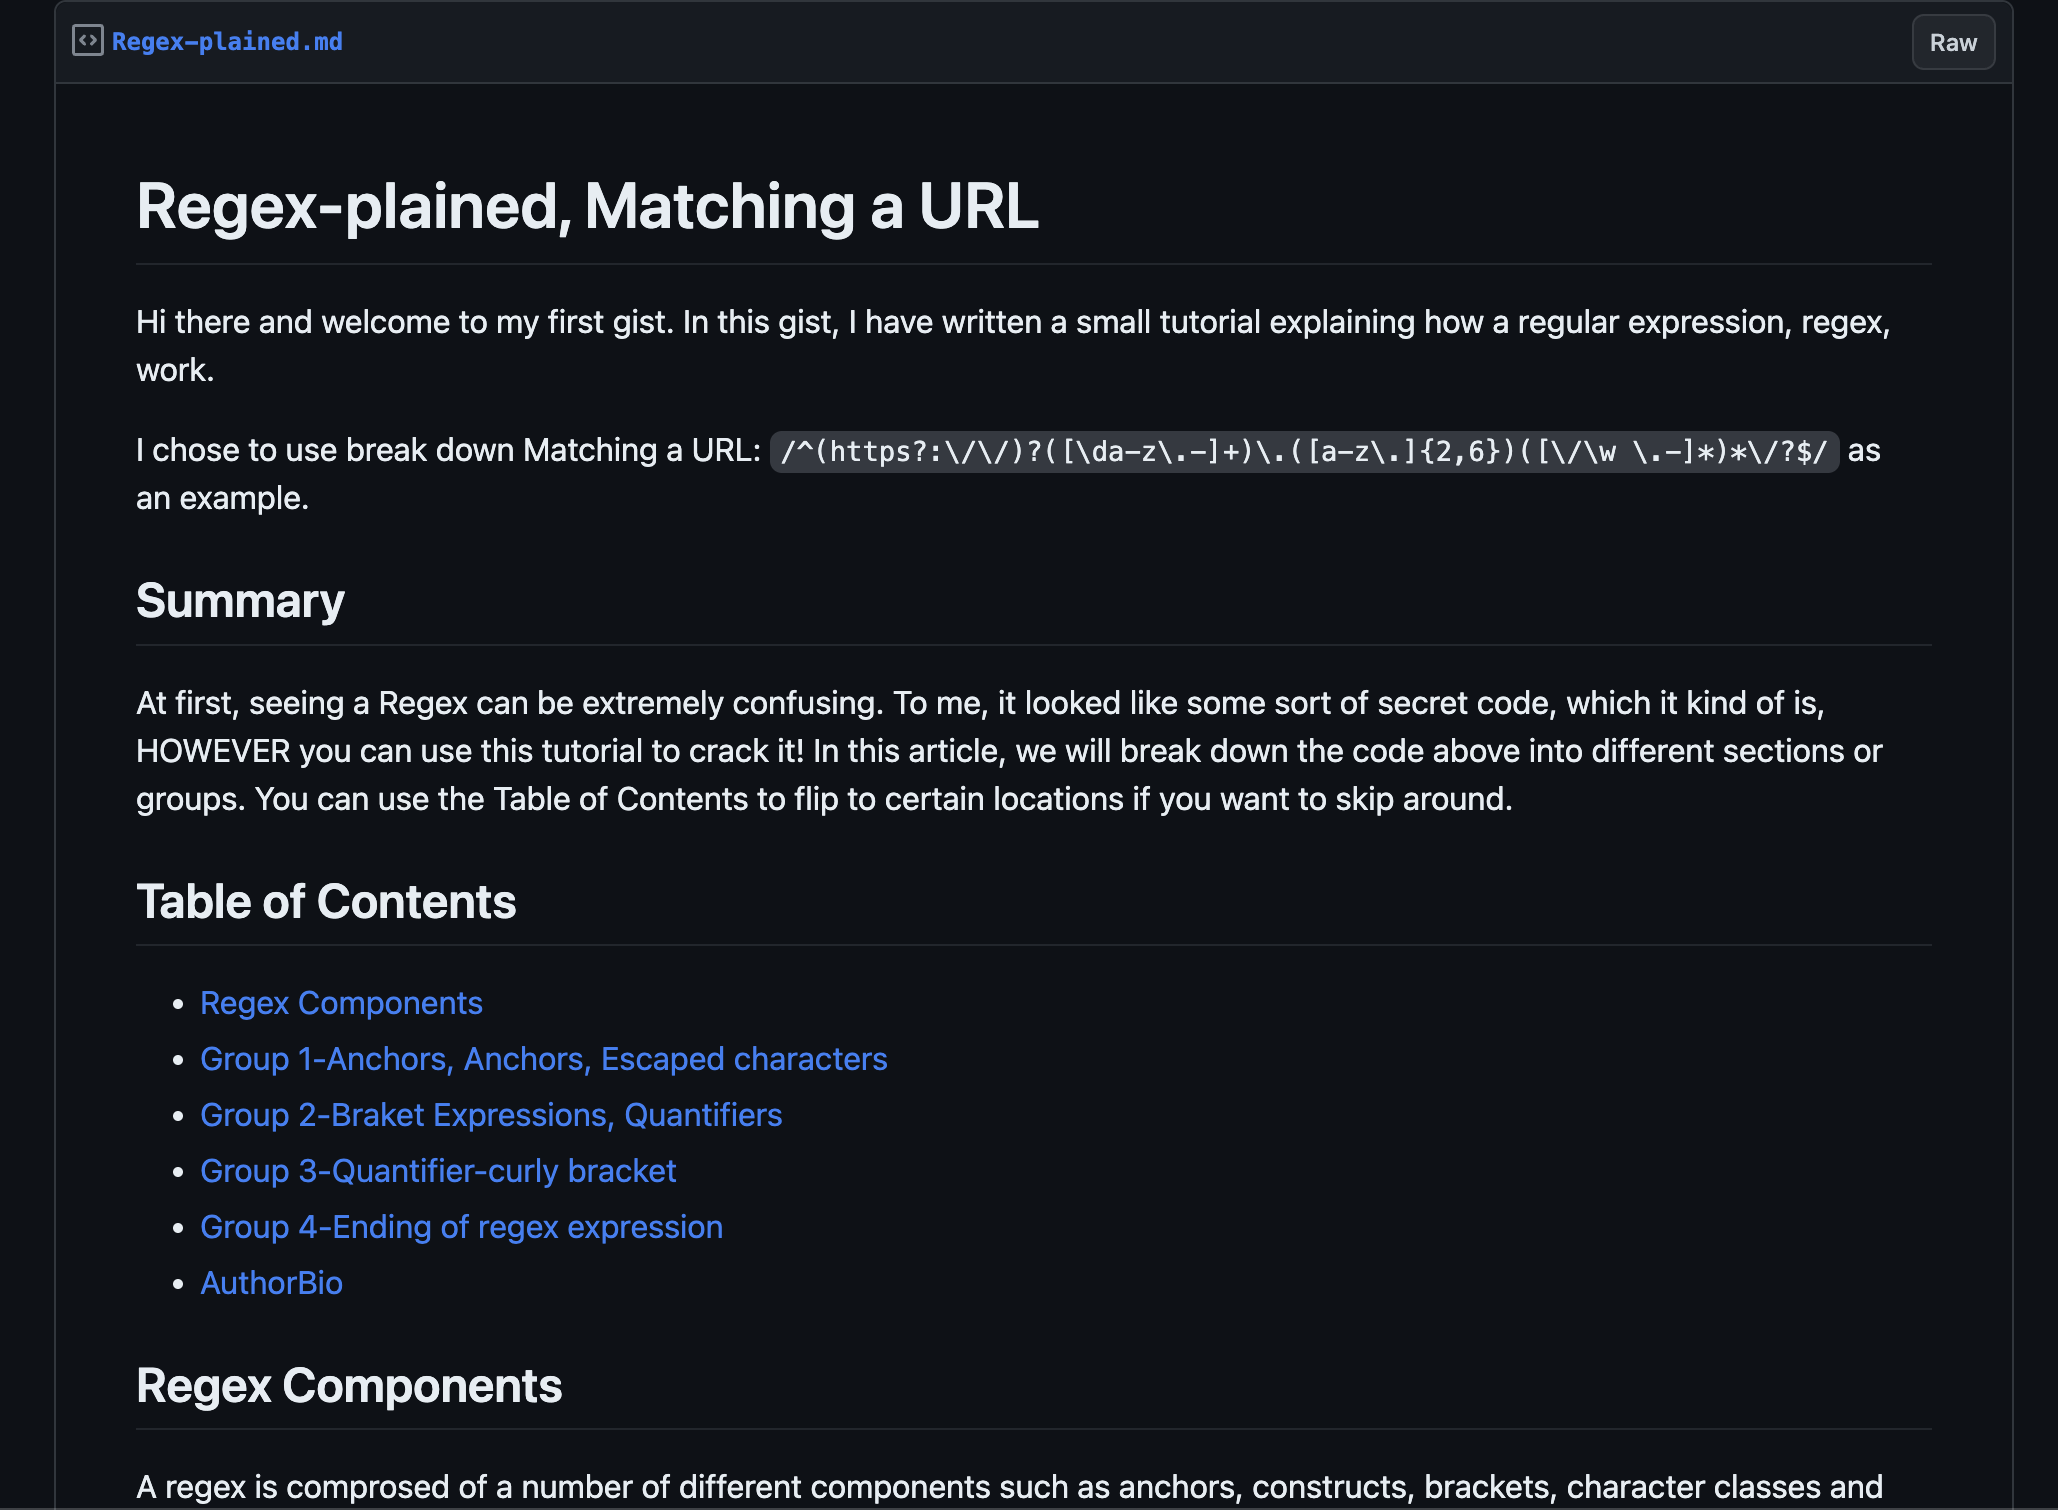 Regex-plained.md
Raw
Regex-plained, Matching a URL
Hi there and welcome to my first gist. In this gist, I have written a small tutorial explaining how a regular expression, regex,
work.
I chose to use break down Matching a URL: /^(https?:\/\/)?([\da-z\.-]+)\.([a-z\.]{2,6})([\/\w \.-]*)*\/?$/ as
an example.
Summary
At first, seeing a Regex can be extremely confusing. To me, it looked like some sort of secret code, which it kind of is,
HOWEVER you can use this tutorial to crack it! In this article, we will break down the code above into different sections or
groups. You can use the Table of Contents to flip to certain locations if you want to skip around.
Table of Contents
• Regex Components
• Group 1-Anchors, Anchors, Escaped characters
• Group 2-Braket Expressions, Quantifiers
• Group 3-Quantifier-curly bracket
• Group 4-Ending of regex expression
• AuthorBio
Regex Components
A regex is comprosed of a number of different components such as anchors, constructs, brackets, character classes and